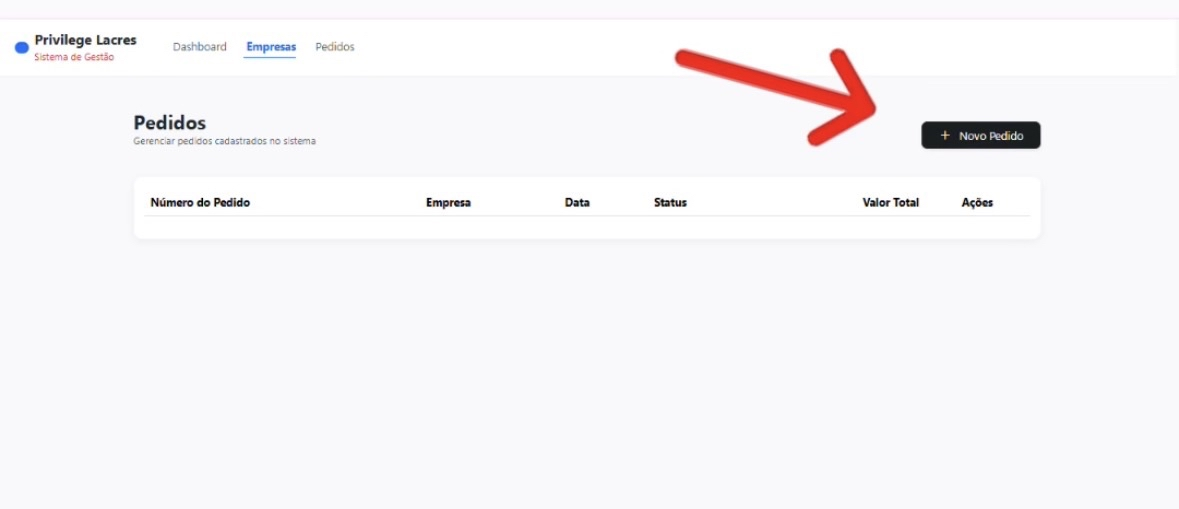 Privilege Lacres
Sistema de Gestão
Dashboard Empresas Pedidos
Pedidos
Gerenciar pedidos cadastrados no sistema
+ Novo Pedido
Número do Pedido Empresa Data Status Valor Total Ações